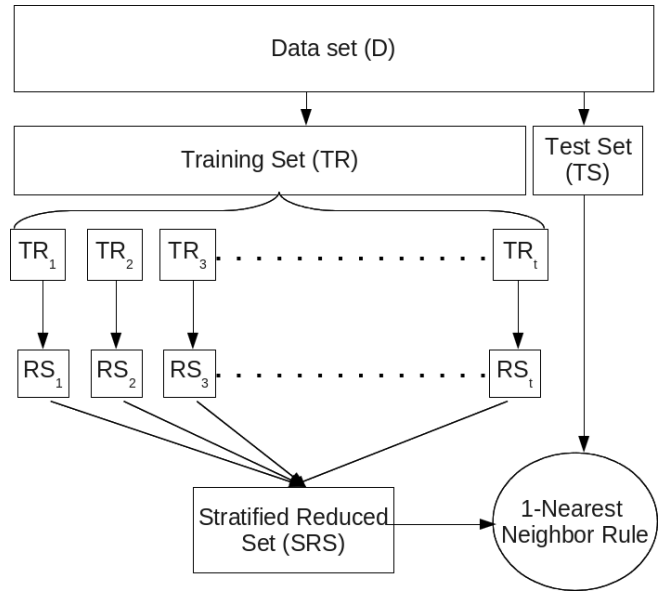 Data set (D)
Training Set (TR)
Test Set
(TS)
TR1 TR2 TR3 . . . . . . . . . . . . . . TRt
RS1 RS2 RS3 . . . . . . . . . . . . . . RSt
Stratified Reduced
Set (SRS)
1-Nearest
Neighbor Rule